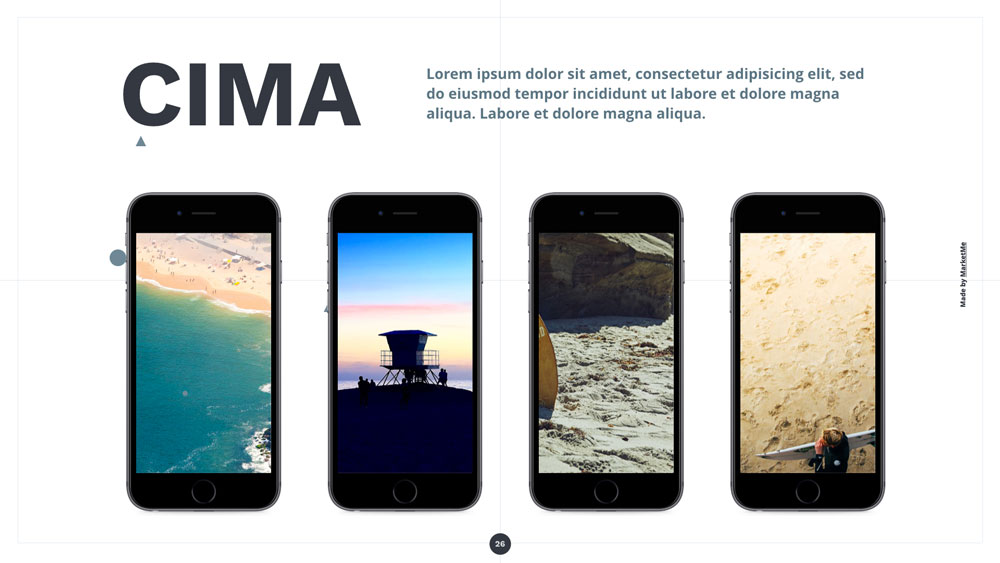 CIMA
Lorem ipsum dolor sit amet, consectetur adipisicing elit, sed
do eiusmod tempor incididunt ut labore et dolore magna
aliqua. Labore et dolore magna aliqua.
Made by MarketMe
26